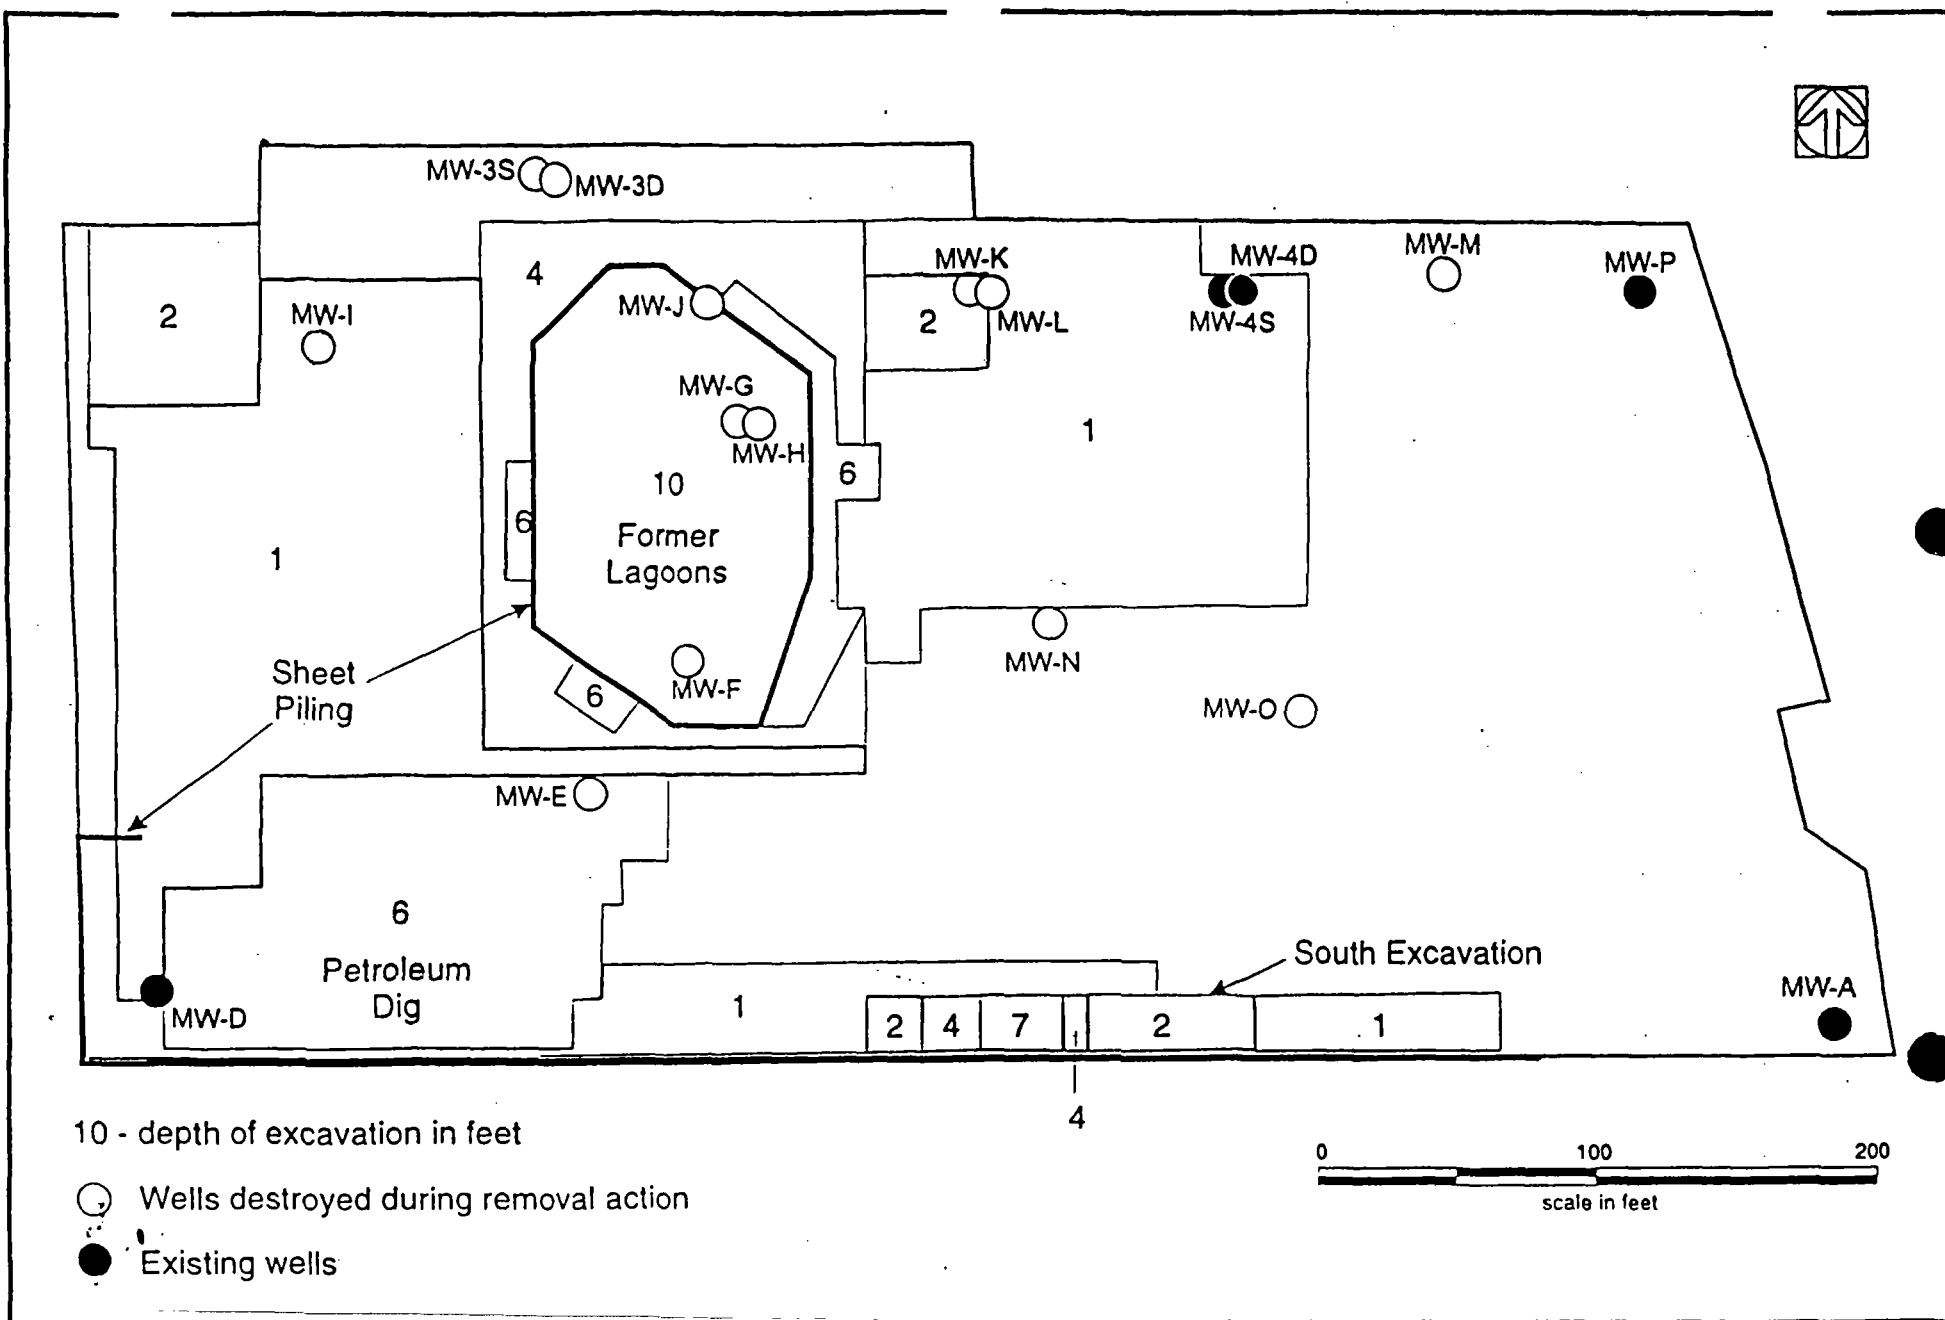 MW-3S
MW-3D
MW-K
MW-4D
MW-M
MW-P
4
2
MW-I
MW-J
2
MW-L
MW-4S
MW-G
MW-H
1
6
10
6
Former
Lagoons
1
Sheet
Piling
MW-F
6
MW-N
MW-O
MW-E
6
Petroleum
Dig
South Excavation
MW-D
1
2
4
7
2
1
MW-A
4
10 - depth of excavation in feet
Wells destroyed during removal action
Existing wells
0
100
200
scale in feet